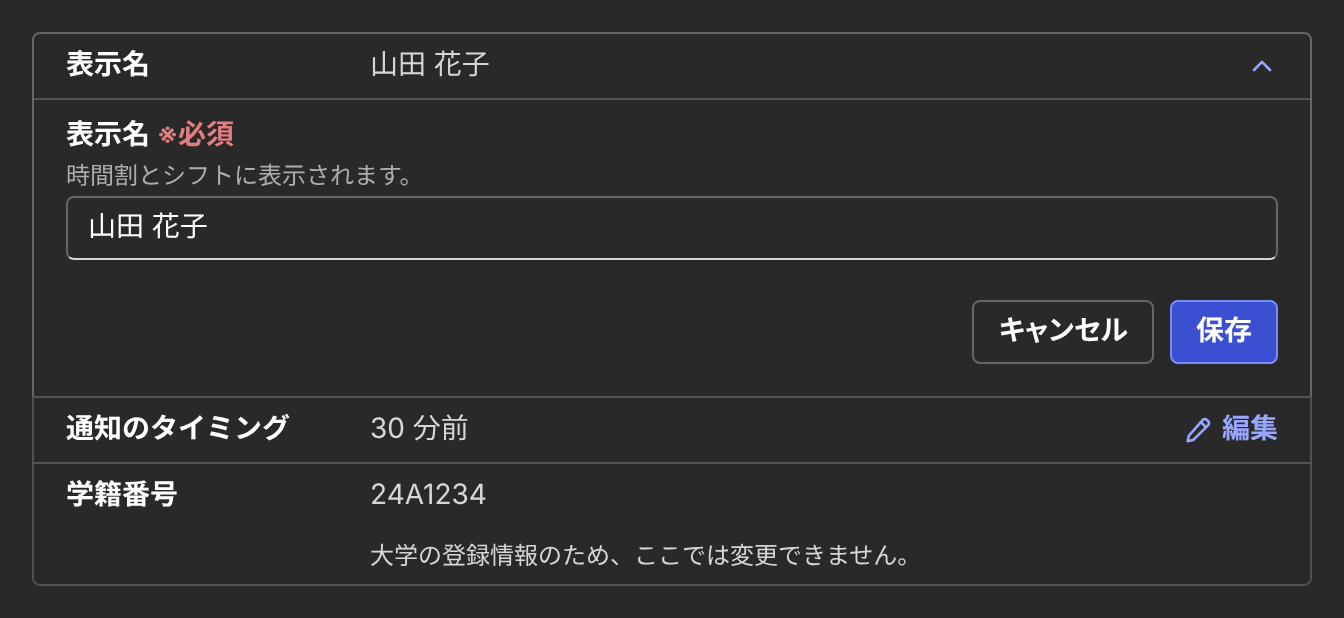 表示名 山田 花子
表示名 ※必須
時間割とシフトに表示されます。
山田 花子
キャンセル 保存
通知のタイミング 30 分前 編集
学籍番号 24A1234
大学の登録情報のため、ここでは変更できません。